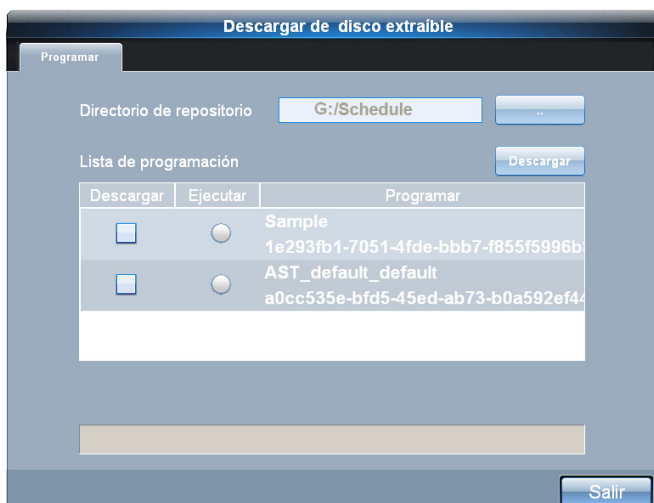 Descargar de disco extraíble
Programar
Directorio de repositorio G:/Schedule ..
Lista de programación Descargar
Descargar Ejecutar Programar
Sample
1e293fb1-7051-4fde-bbb7-f855f5996b
AST_default_default
a0cc535e-bfd5-45ed-ab73-b0a592ef44
Salir